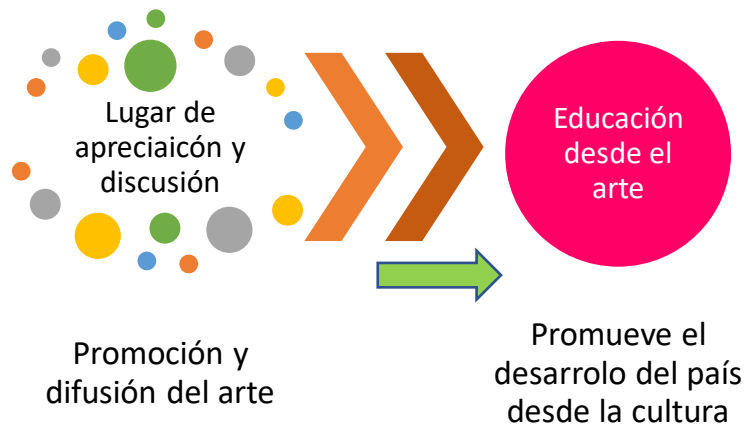 Lugar de
apreciaicón y
discusión
Educación
desde el
arte
Promoción y
difusión del arte
Promueve el
desarrolo del país
desde la cultura